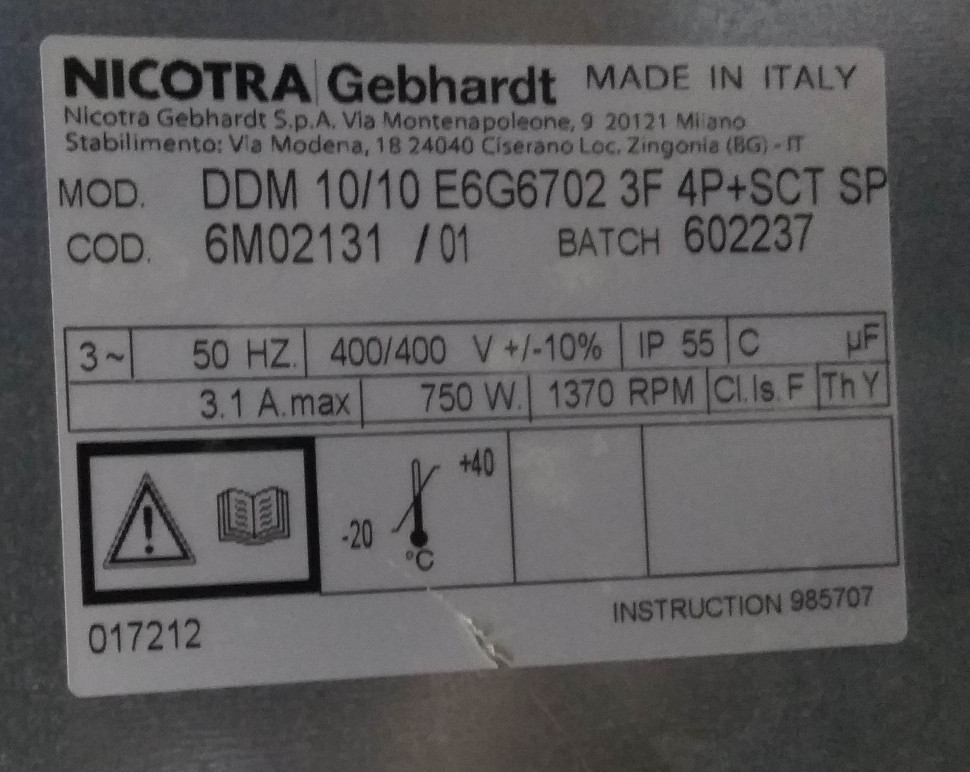 NICOTRA Gebhardt MADE IN ITALY
Nicotra Gebhardt S.p.A. Via Montenapoleone, 9 20121 Milano
Stabilimento: Via Modena, 18 24040 Ciserano Loc. Zingonia (BG) - IT
MOD. DDM 10/10 E6G6702 3F 4P+SCT SP
COD. 6M02131 /01 BATCH 602237
3~ 50 HZ. 400/400 V +/-10% IP 55 C µF
3.1 A.max 750 W. 1370 RPM Cl.Is.F Th Y
+40
-20
°C
INSTRUCTION 985707
017212